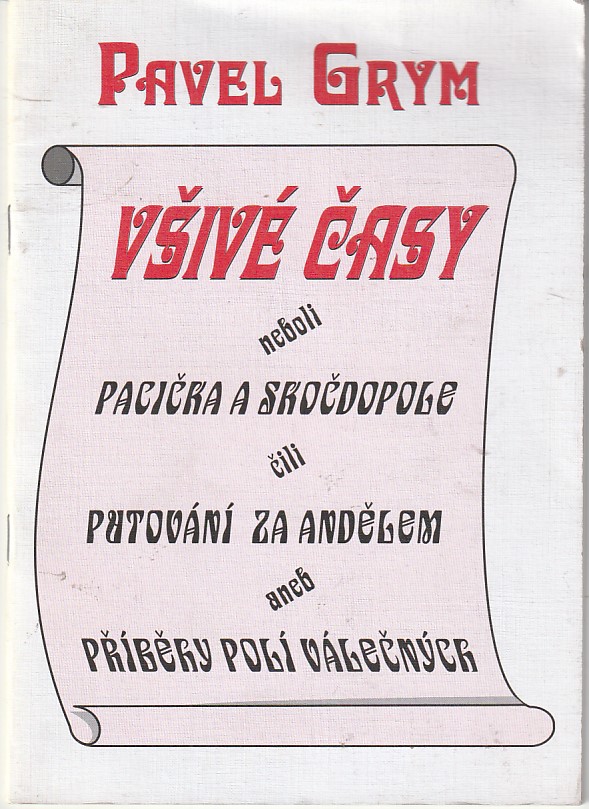 PAVEL GRYM
VŠIVÉ ČASY
neboli
PACIČKA A SKOČDOPOLE
čili
PUTOVÁNÍ ZA ANDĚLEM
aneb
PŘÍBĚHY POLÍ VÁLEČNÝCH